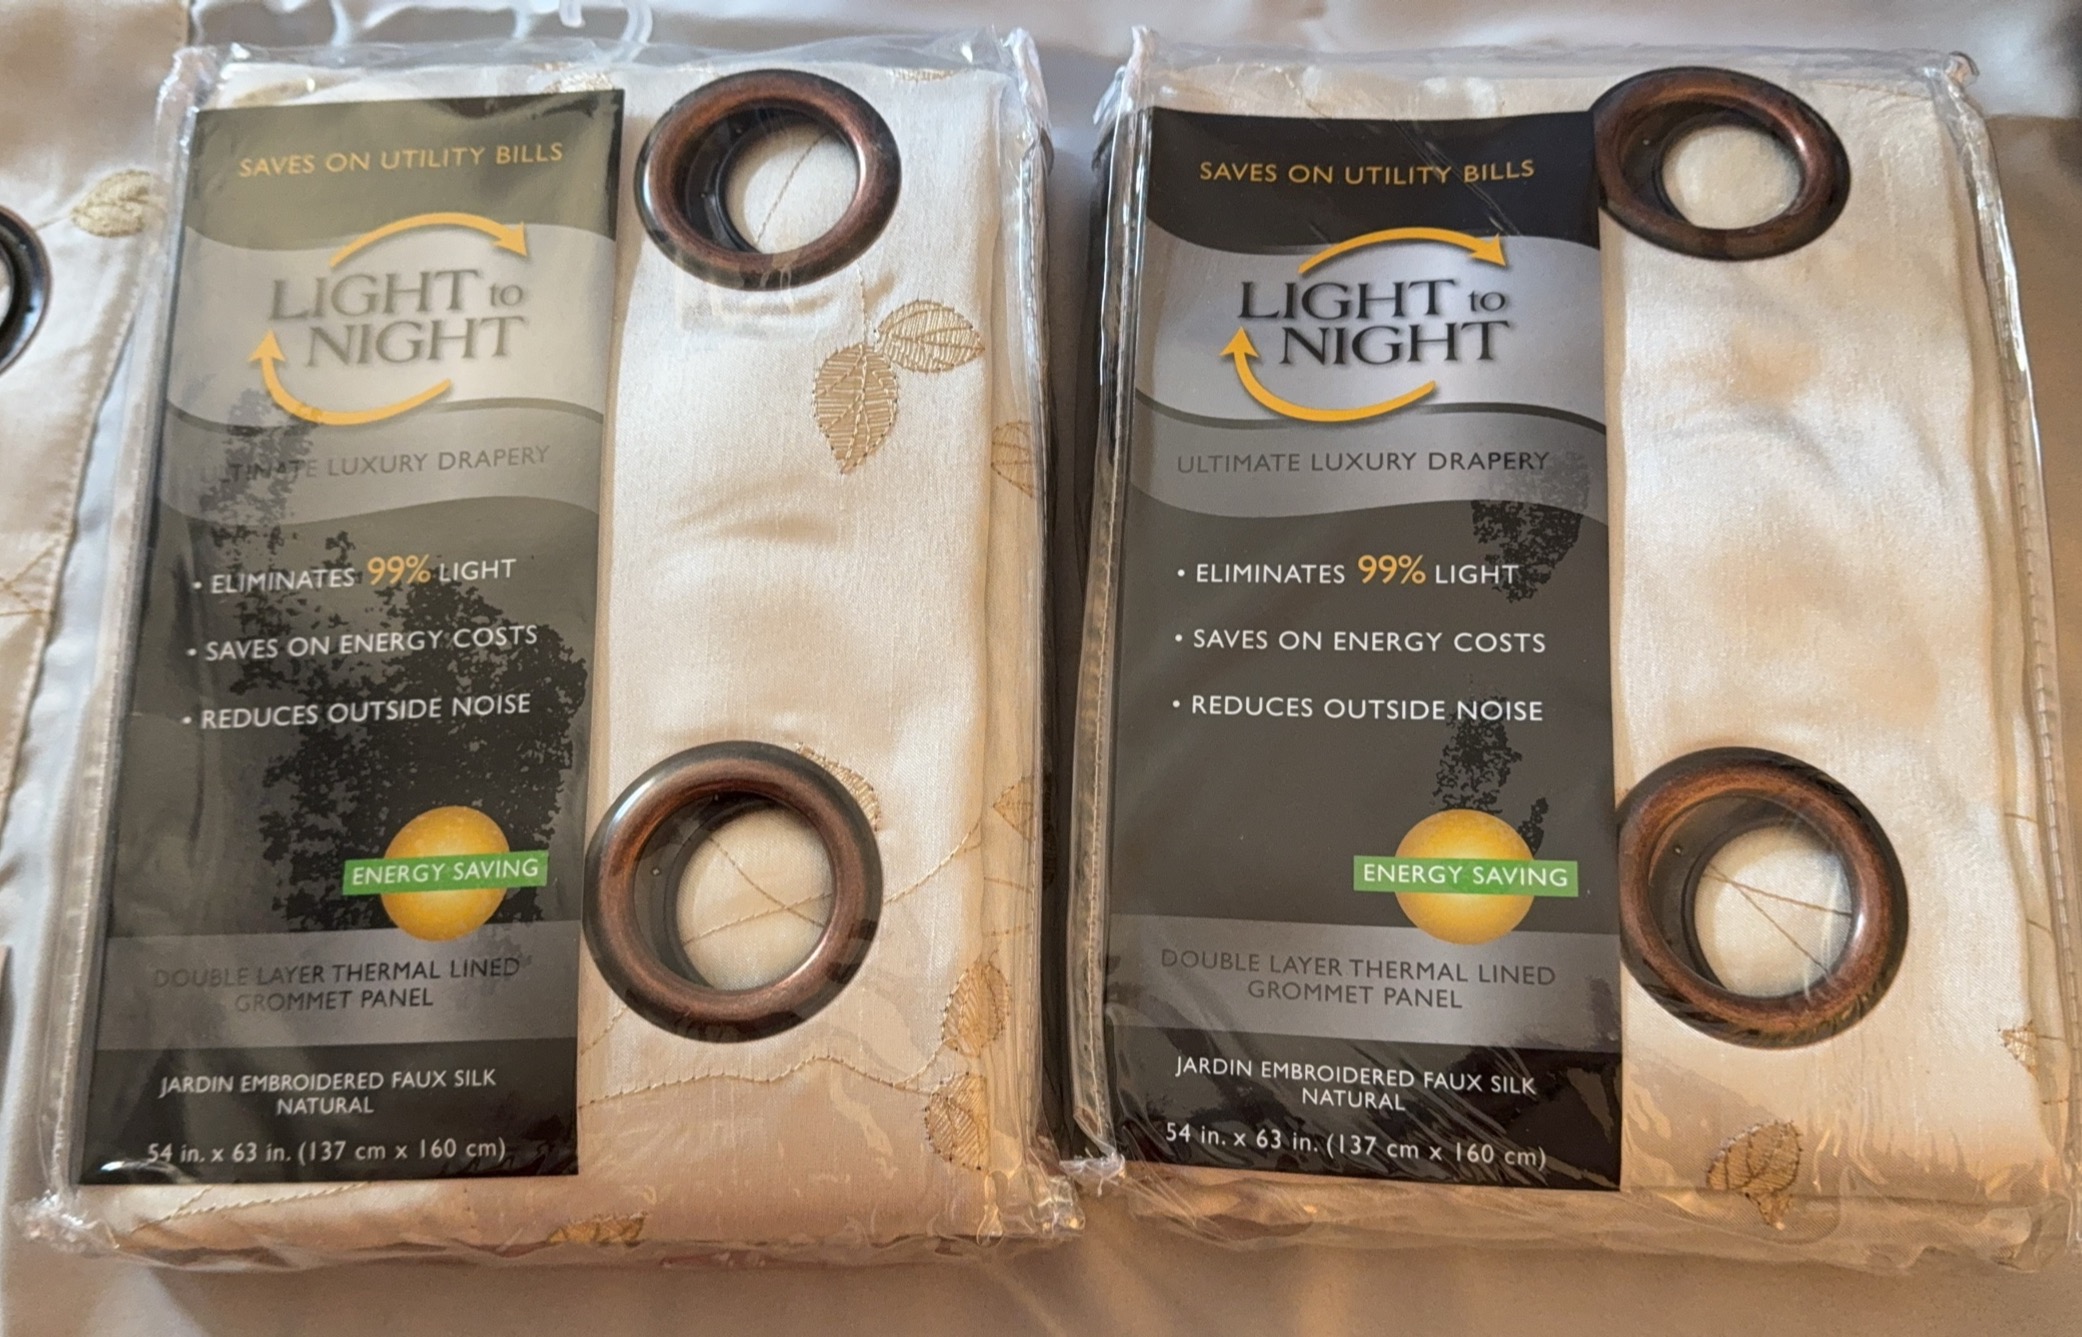 SAVES ON UTILITY BILLS
LIGHT to
NIGHT
ULTIMATE LUXURY DRAPERY
• ELIMINATES 99% LIGHT
• SAVES ON ENERGY COSTS
• REDUCES OUTSIDE NOISE
ENERGY SAVING
DOUBLE LAYER THERMAL LINED
GROMMET PANEL
JARDIN EMBROIDERED FAUX SILK
NATURAL
54 in. x 63 in. (137 cm x 160 cm)
SAVES ON UTILITY BILLS
LIGHT to
NIGHT
ULTIMATE LUXURY DRAPERY
• ELIMINATES 99% LIGHT
• SAVES ON ENERGY COSTS
• REDUCES OUTSIDE NOISE
ENERGY SAVING
DOUBLE LAYER THERMAL LINED
GROMMET PANEL
JARDIN EMBROIDERED FAUX SILK
NATURAL
54 in. x 63 in. (137 cm x 160 cm)